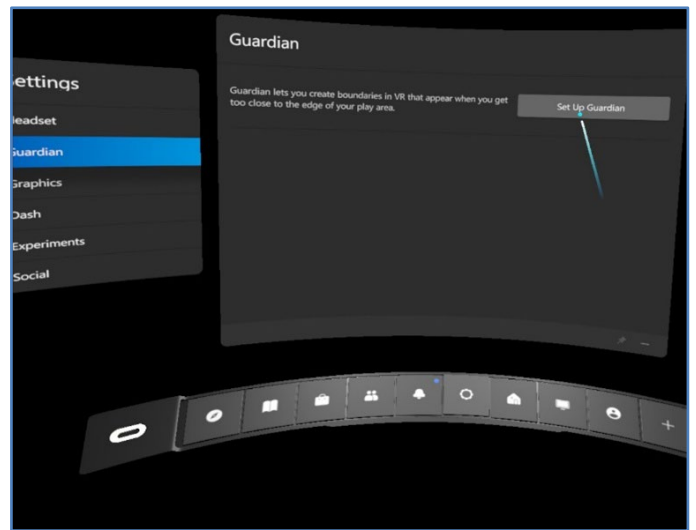 Guardian
Guardian lets you create boundaries in VR that appear when you get
too close to the edge of your play area.
Set Up Guardian
ettings
eadset
uardian
Graphics
Dash
Experiments
Social